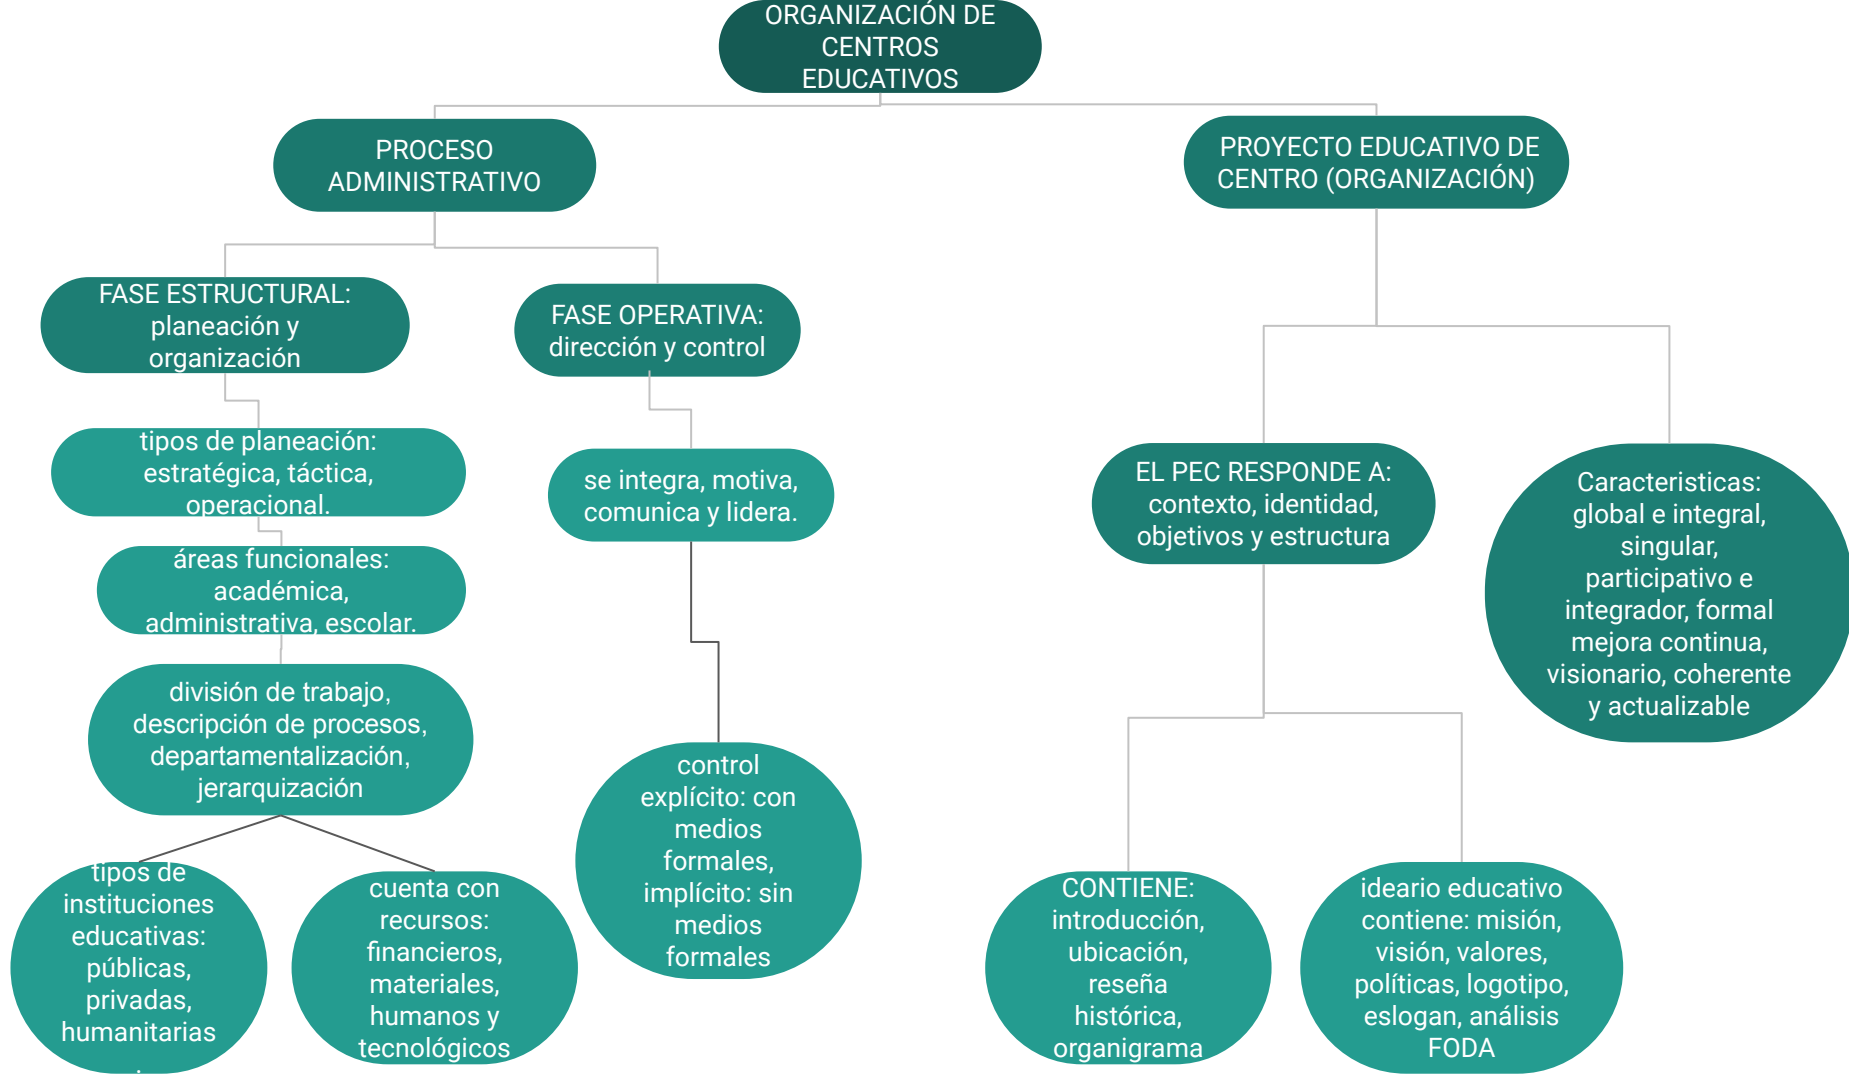 ORGANIZACIÓN DE
CENTROS
EDUCATIVOS
PROCESO
ADMINISTRATIVO
PROYECTO EDUCATIVO DE
CENTRO (ORGANIZACIÓN)
FASE ESTRUCTURAL:
planeación y
organización
FASE OPERATIVA:
dirección y control
tipos de planeación:
estratégica, táctica,
operacional.
se integra, motiva,
comunica y lidera.
EL PEC RESPONDE A:
contexto, identidad,
objetivos y estructura
Caracteristicas:
global e integral,
singular,
participativo e
integrador, formal
mejora continua,
visionario, coherente
y actualizable
áreas funcionales:
académica,
administrativa, escolar.
división de trabajo,
descripción de procesos,
departamentalización,
jerarquización
control
explícito: con
medios
formales,
implícito: sin
medios
formales
tipos de
instituciones
educativas:
públicas,
privadas,
humanitarias
cuenta con
recursos:
financieros,
materiales,
humanos y
tecnológicos
CONTIENE:
introducción,
ubicación,
reseña
histórica,
organigrama
ideario educativo
contiene: misión,
visión, valores,
políticas, logotipo,
eslogan, análisis
FODA